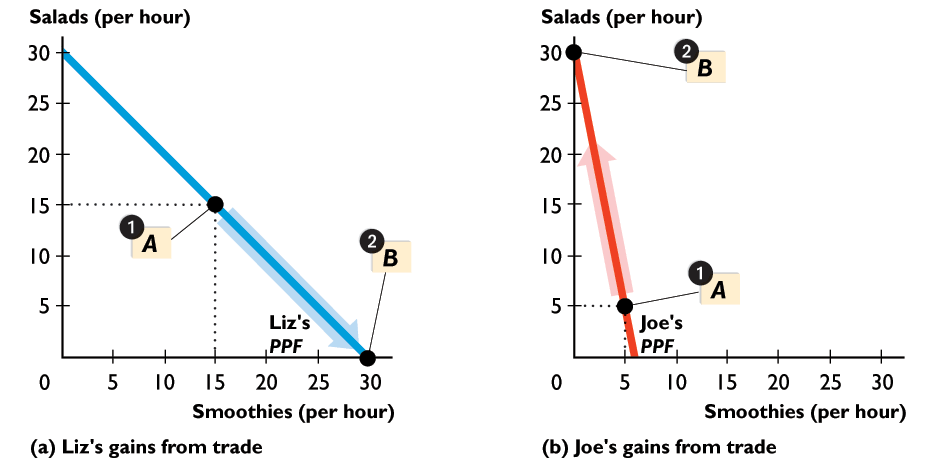 Salads (per hour)
30
25
20
15
10
5
0
5 10 15 20 25 30
Smoothies (per hour)
1
A
2
B
Liz's
PPF
(a) Liz's gains from trade
Salads (per hour)
30
25
20
15
10
5
0
5 10 15 20 25 30
Smoothies (per hour)
2
B
1
A
Joe's
PPF
(b) Joe's gains from trade